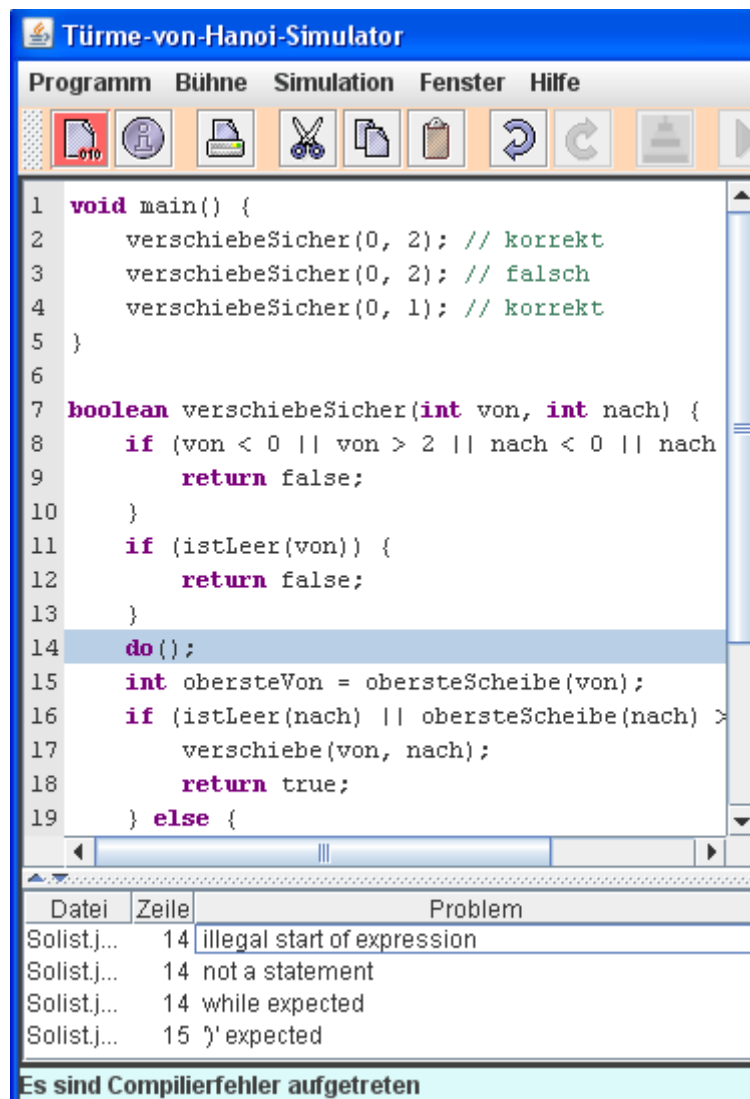 Türme-von-Hanoi-Simulator
Programm Bühne Simulation Fenster Hilfe
010
1 void main() {
2 verschiebeSicher(0, 2); // korrekt
3 verschiebeSicher(0, 2); // falsch
4 verschiebeSicher(0, 1); // korrekt
5 }
6
7 boolean verschiebeSicher(int von, int nach) {
8 if (von < 0 || von > 2 || nach < 0 || nach
9 return false;
10 }
11 if (istLeer(von)) {
12 return false;
13 }
14 do();
15 int obersteVon = obersteScheibe(von);
16 if (istLeer(nach) || obersteScheibe(nach) >
17 verschiebe(von, nach);
18 return true;
19 } else {
Datei Zeile Problem
Solist.j... 14 illegal start of expression
Solist.j... 14 not a statement
Solist.j... 14 while expected
Solist.j... 15 ')' expected
Es sind Compilierfehler aufgetreten